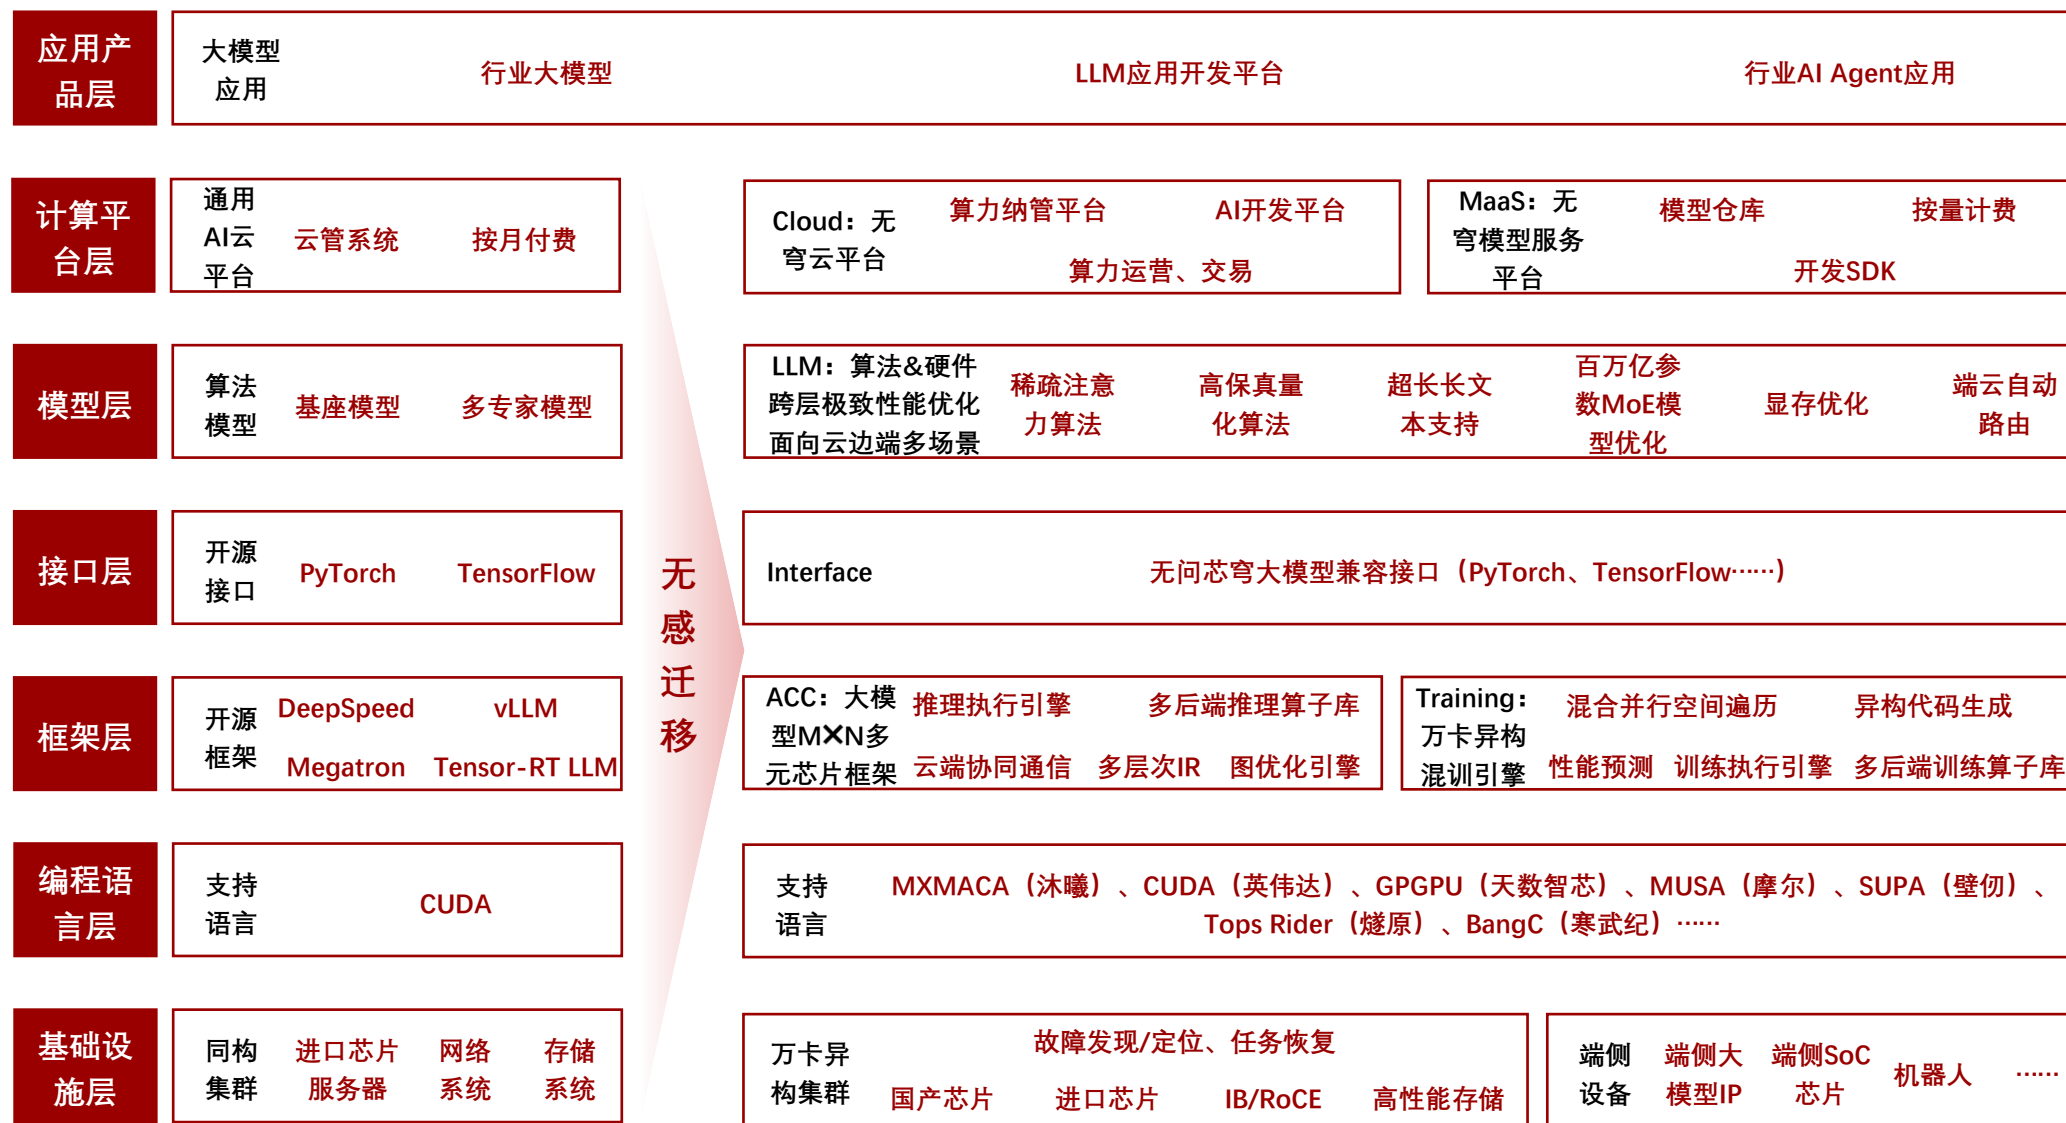 应用产
品层
大模型
应用
行业大模型
LLM应用开发平台
行业AI Agent应用
计算平
台层
通用
AI云
平台
云管系统
按月付费
Cloud：无
穹云平台
算力纳管平台
AI开发平台
算力运营、交易
MaaS：无
穹模型服务
平台
模型仓库
按量计费
开发SDK
模型层
算法
模型
基座模型
多专家模型
LLM：算法&硬件
跨层极致性能优化
面向云边端多场景
稀疏注意
力算法
高保真量
化算法
超长长文
本支持
百万亿参
数MoE模
型优化
显存优化
端云自动
路由
接口层
开源
接口
PyTorch
TensorFlow
无
感
迁
移
Interface
无问芯穹大模型兼容接口（PyTorch、TensorFlow……）
框架层
开源
框架
DeepSpeed
vLLM
Megatron
Tensor-RT LLM
ACC：大模
型M×N多
元芯片框架
推理执行引擎
多后端推理算子库
云端协同通信
多层次IR
图优化引擎
Training：
万卡异构
混训引擎
混合并行空间遍历
异构代码生成
性能预测
训练执行引擎
多后端训练算子库
编程语
言层
支持
语言
CUDA
支持
语言
MXMACA（沐曦）、CUDA（英伟达）、GPGPU（天数智芯）、MUSA（摩尔）、SUPA（壁仞）、
Tops Rider（燧原）、BangC（寒武纪）……
基础设
施层
同构
集群
进口芯片
服务器
网络
系统
存储
系统
万卡异
构集群
故障发现/定位、任务恢复
国产芯片
进口芯片
IB/RoCE
高性能存储
端侧
设备
端侧大
模型IP
端侧SoC
芯片
机器人
……